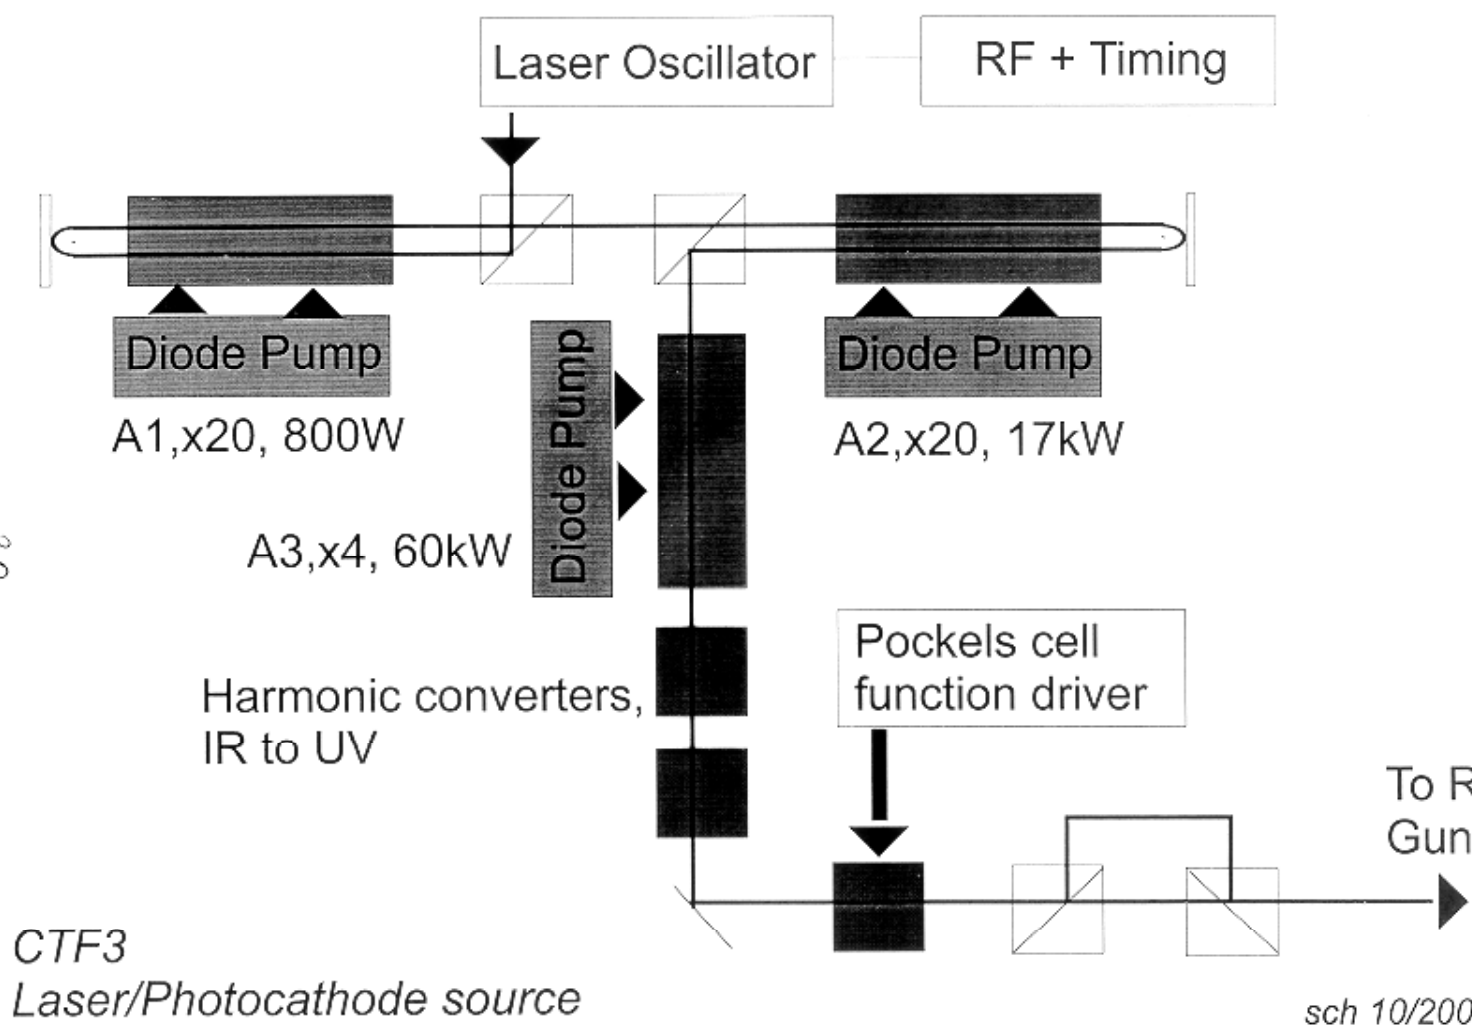 Laser Oscillator
RF + Timing
Diode Pump
Diode Pump
Diode Pump
A1,x20, 800W
A2,x20, 17kW
A3,x4, 60kW
Pockels cell
function driver
Harmonic converters,
IR to UV
To R
Gun
CTF3
Laser/Photocathode source
sch 10/200